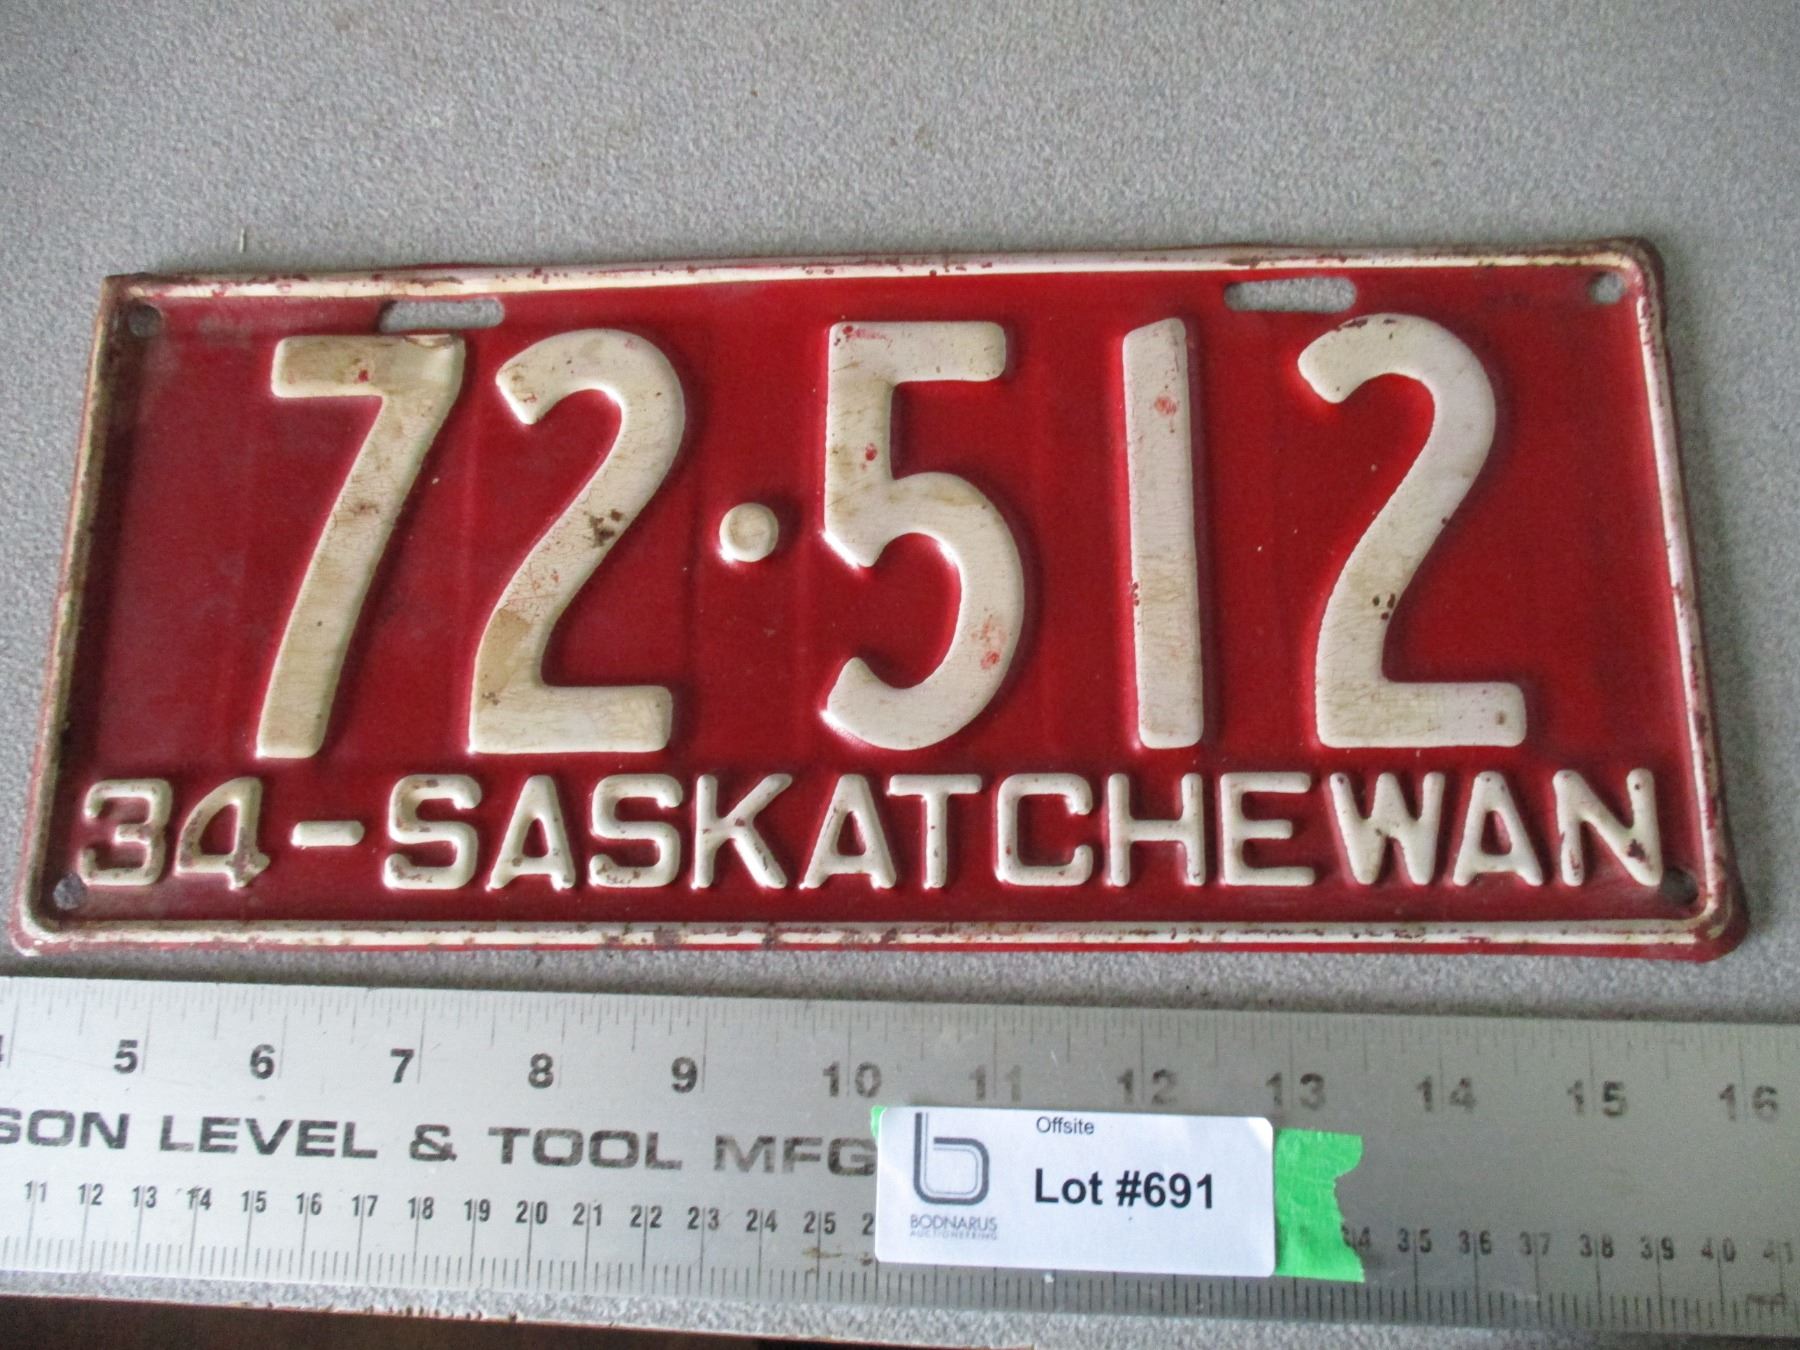 72·512
34-SASKATCHEWAN
5 6 7 8 9 10 11 12 13 14 15 16
SON LEVEL & TOOL MFG
Offsite
Lot #691
BODNARUS
AUCTIONEERING
11 12 13 14 15 16 17 18 19 20 21 22 23 24 25 2 34 35 36 37 38 39 40 41